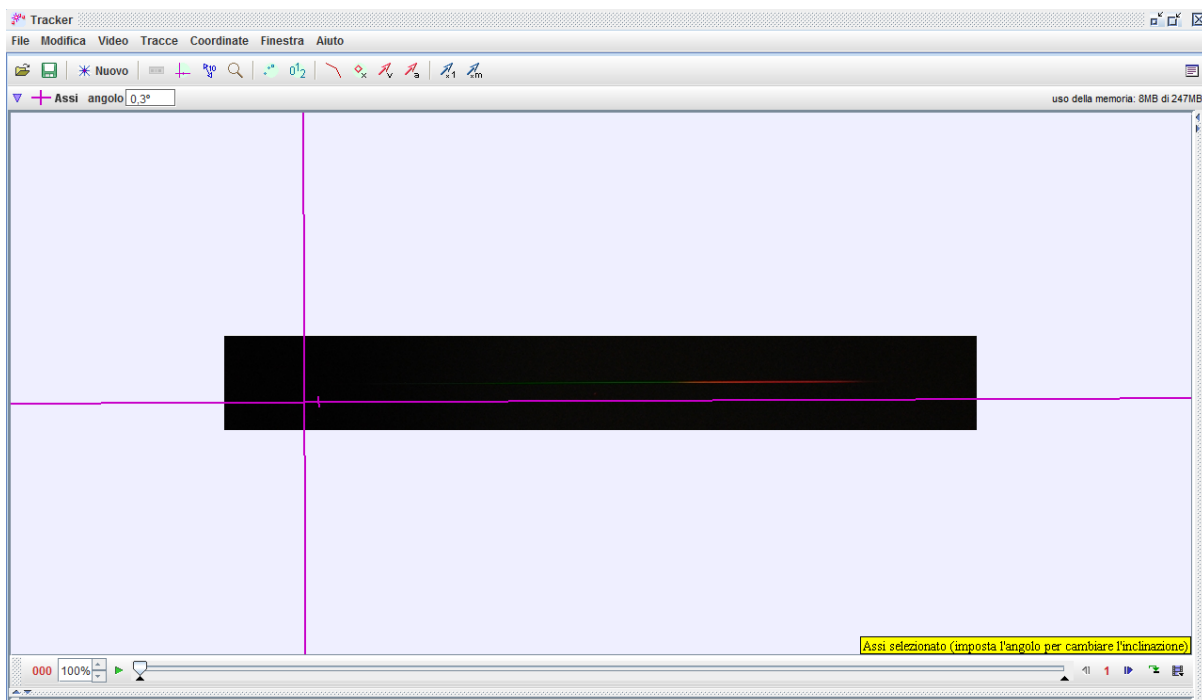 Tracker
File Modifica Video Tracce Coordinate Finestra Aiuto
Nuovo
Assi angolo 0,3° uso della memoria: 8MB di 247MB
Assi selezionato (imposta l'angolo per cambiare l'inclinazione)
000 100% 1